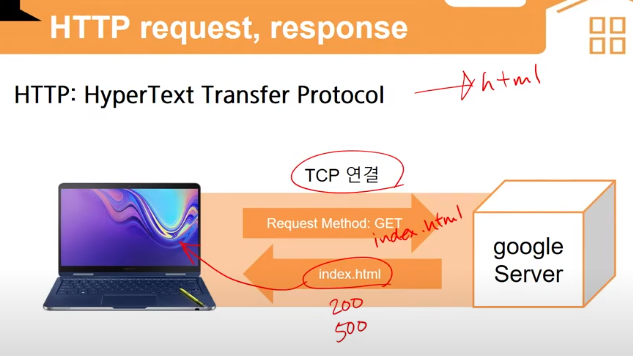 HTTP request, response
HTTP: HyperText Transfer Protocol
html
TCP 연결
Request Method: GET
index.html
google
Server
index.html
200
500